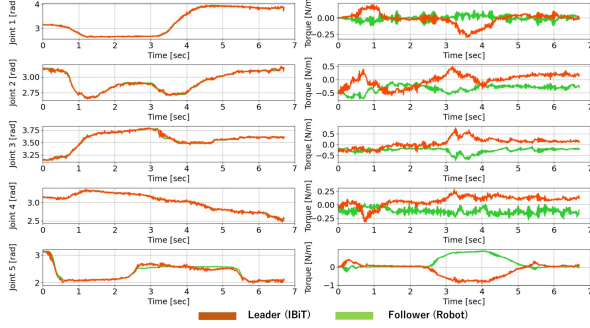 Joint 1 [rad]
4
3
0 1 2 3 4 5 6 7
Time [sec]
Torque [N/m]
0.00
−0.25
0 1 2 3 4 5 6 7
Time [sec]
Joint 2 [rad]
3.00
2.75
0 1 2 3 4 5 6 7
Time [sec]
Torque [N/m]
0.5
0.0
−0.5
0 1 2 3 4 5 6 7
Time [sec]
Joint 3 [rad]
3.75
3.50
3.25
0 1 2 3 4 5 6 7
Time [sec]
Torque [N/m]
0.5
0.0
−0.5
0 1 2 3 4 5 6 7
Time [sec]
Joint 4 [rad]
3.0
2.5
0 1 2 3 4 5 6 7
Time [sec]
Torque [N/m]
0.25
0.00
−0.25
0 1 2 3 4 5 6 7
Time [sec]
Joint 5 [rad]
3
2
0 1 2 3 4 5 6 7
Time [sec]
Torque [N/m]
0
−1
0 1 2 3 4 5 6 7
Time [sec]
Leader (IBiT) Follower (Robot)